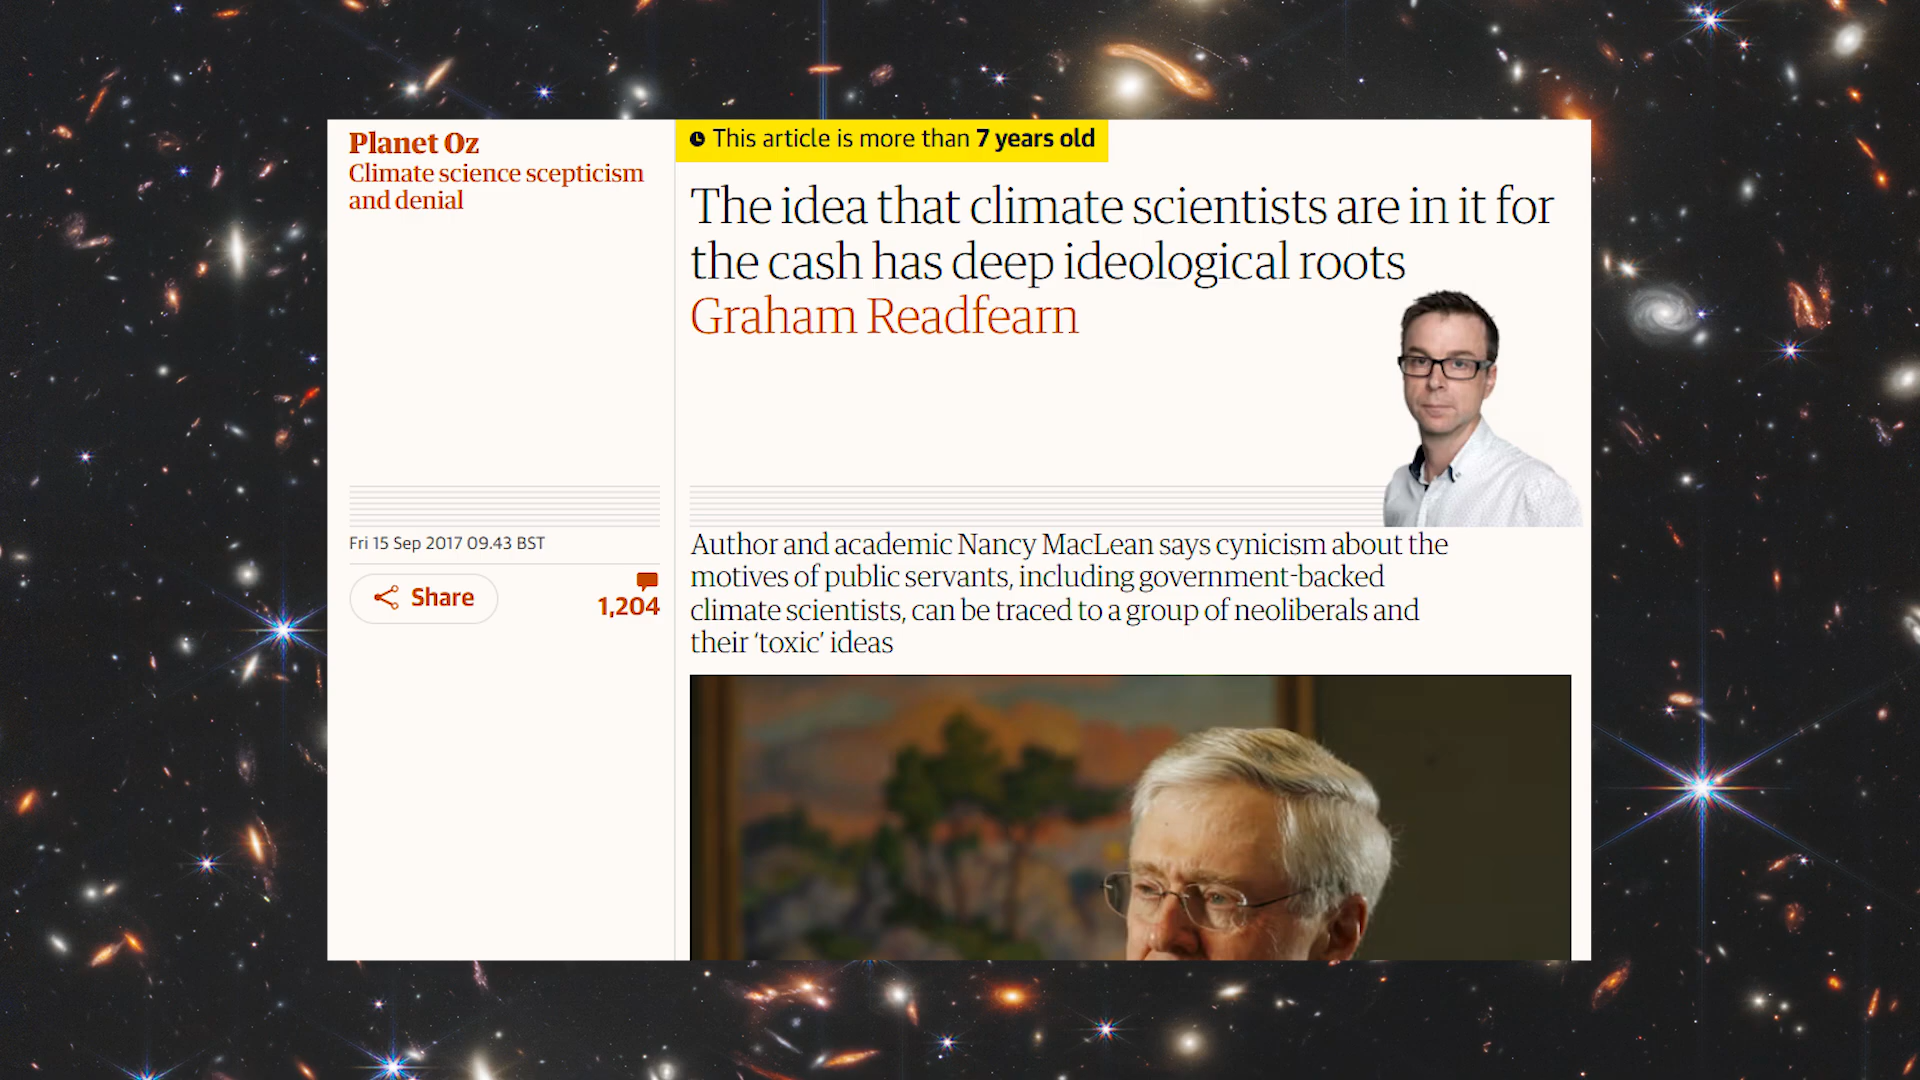 Planet Oz
Climate science scepticism
and denial
This article is more than 7 years old
The idea that climate scientists are in it for
the cash has deep ideological roots
Graham Readfearn
Fri 15 Sep 2017 09.43 BST
Share
1,204
Author and academic Nancy MacLean says cynicism about the
motives of public servants, including government-backed
climate scientists, can be traced to a group of neoliberals and
their ‘toxic’ ideas